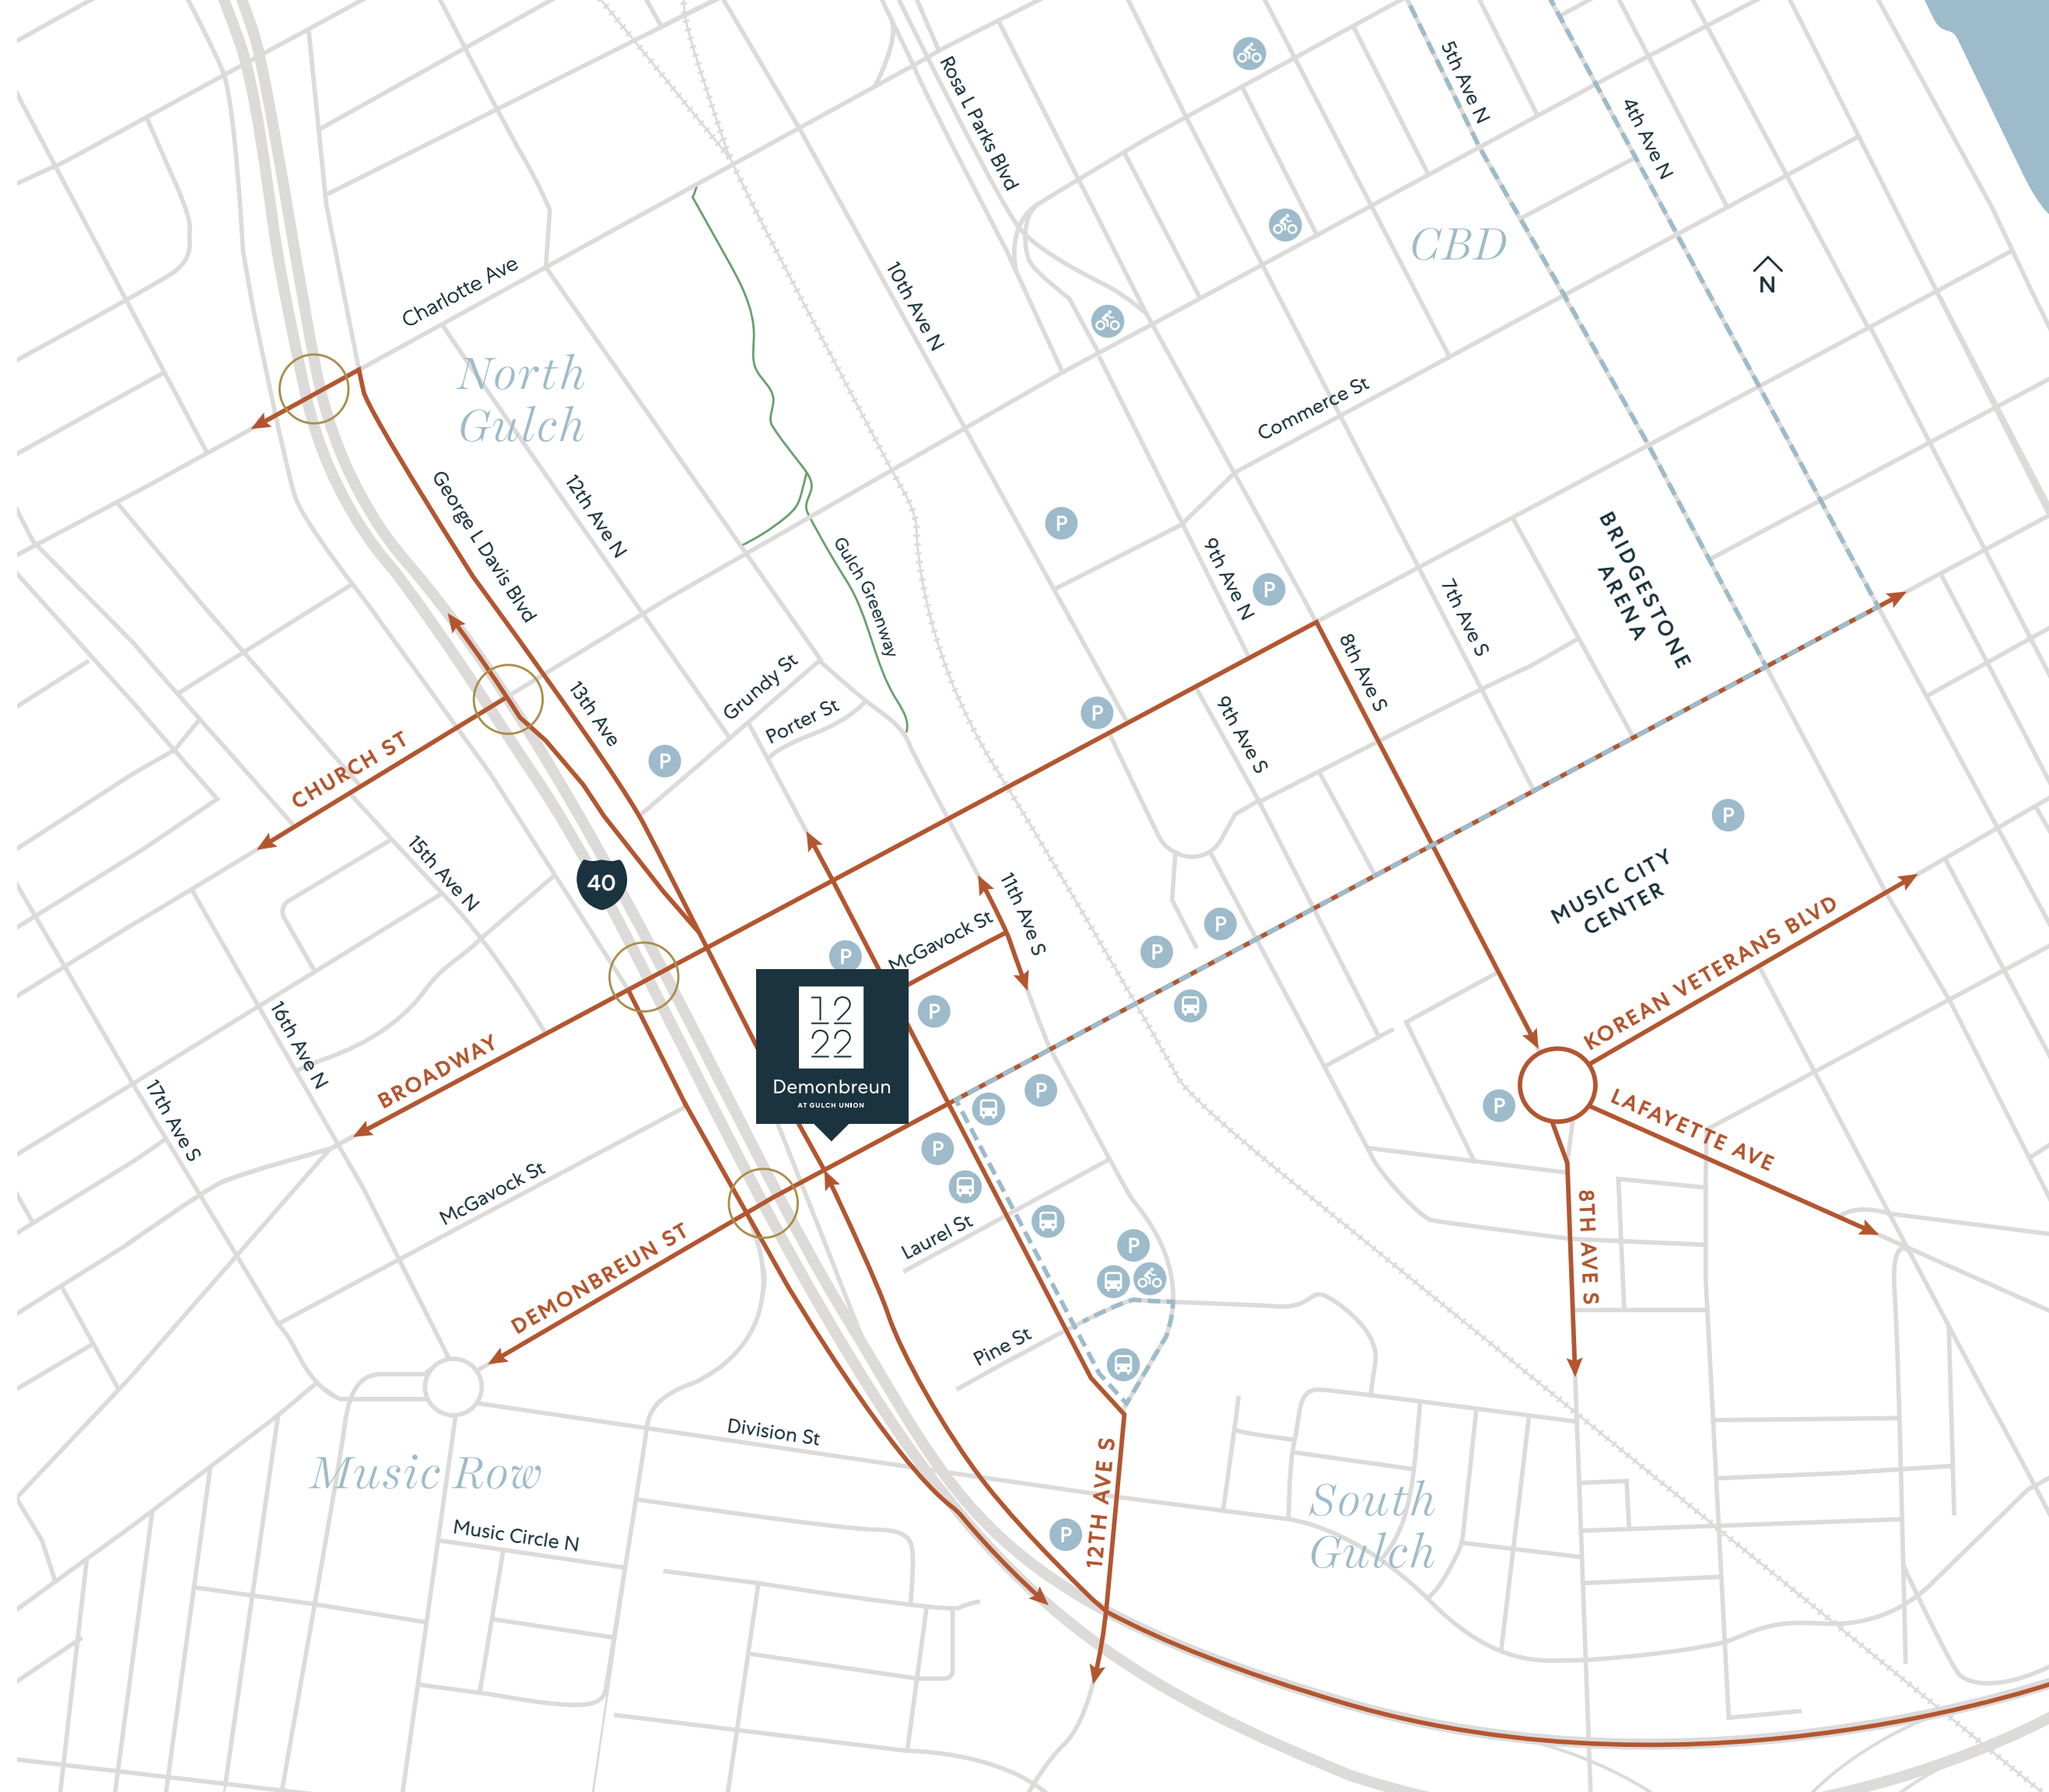 5th Ave N
4th Ave N
Rosa L Parks Blvd
CBD
N
Charlotte Ave
10th Ave N
North
Gulch
Commerce St
George L Davis Blvd
12th Ave N
Gulch Greenway
P
9th Ave N
P
7th Ave S
BRIDGESTONE
ARENA
8th Ave S
Grundy St
Porter St
13th Ave
P
P
9th Ave S
CHURCH ST
P
15th Ave N
40
MUSIC CITY
CENTER
11th Ave S
McGavock St
P
P
P
P
KOREAN VETERANS BLVD
16th Ave N
12
22
Demonbreun
AT GULCH UNION
BROADWAY
17th Ave S
P
P
LAFAYETTE AVE
P
McGavock St
DEMONBREUN ST
Laurel St
P
8TH AVE S
Pine St
Division St
Music Row
12TH AVE S
South
Gulch
Music Circle N
P